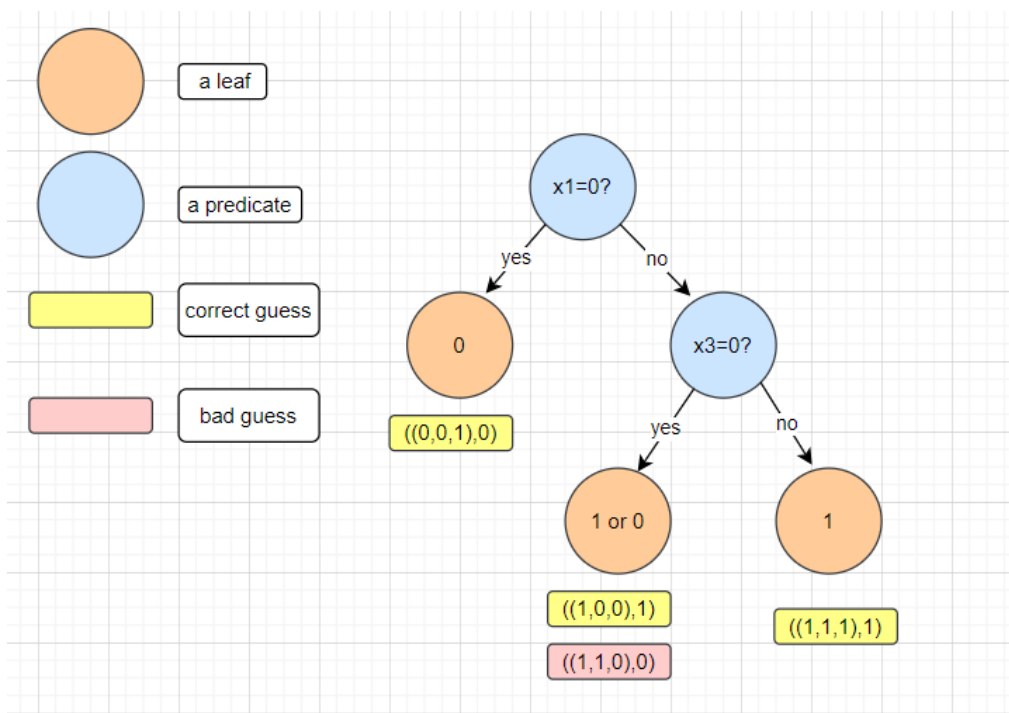 a leaf
a predicate
correct guess
bad guess
x1=0?
yes
no
0
x3=0?
((0,0,1),0)
yes
no
1 or 0
1
((1,0,0),1)
((1,1,1),1)
((1,1,0),0)